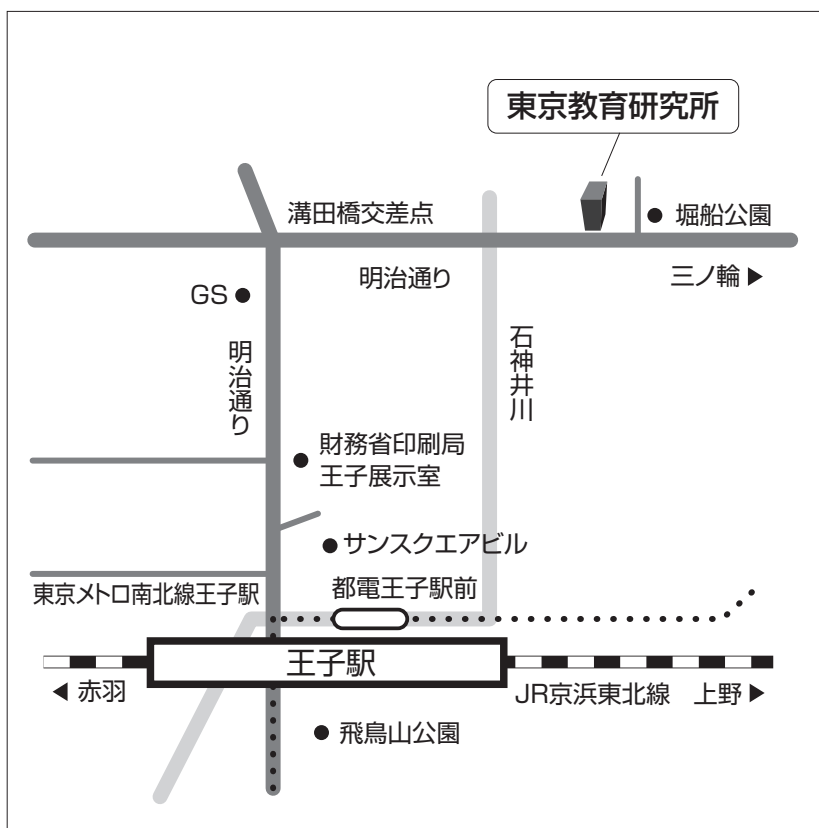 東京教育研究所
溝田橋交差点
堀船公園
明治通り
三ノ輪▶
GS
明治通り
石神井川
財務省印刷局
王子展示室
サンスクエアビル
東京メトロ南北線王子駅
都電王子駅前
王子駅
◀赤羽
JR京浜東北線 上野▶
飛鳥山公園